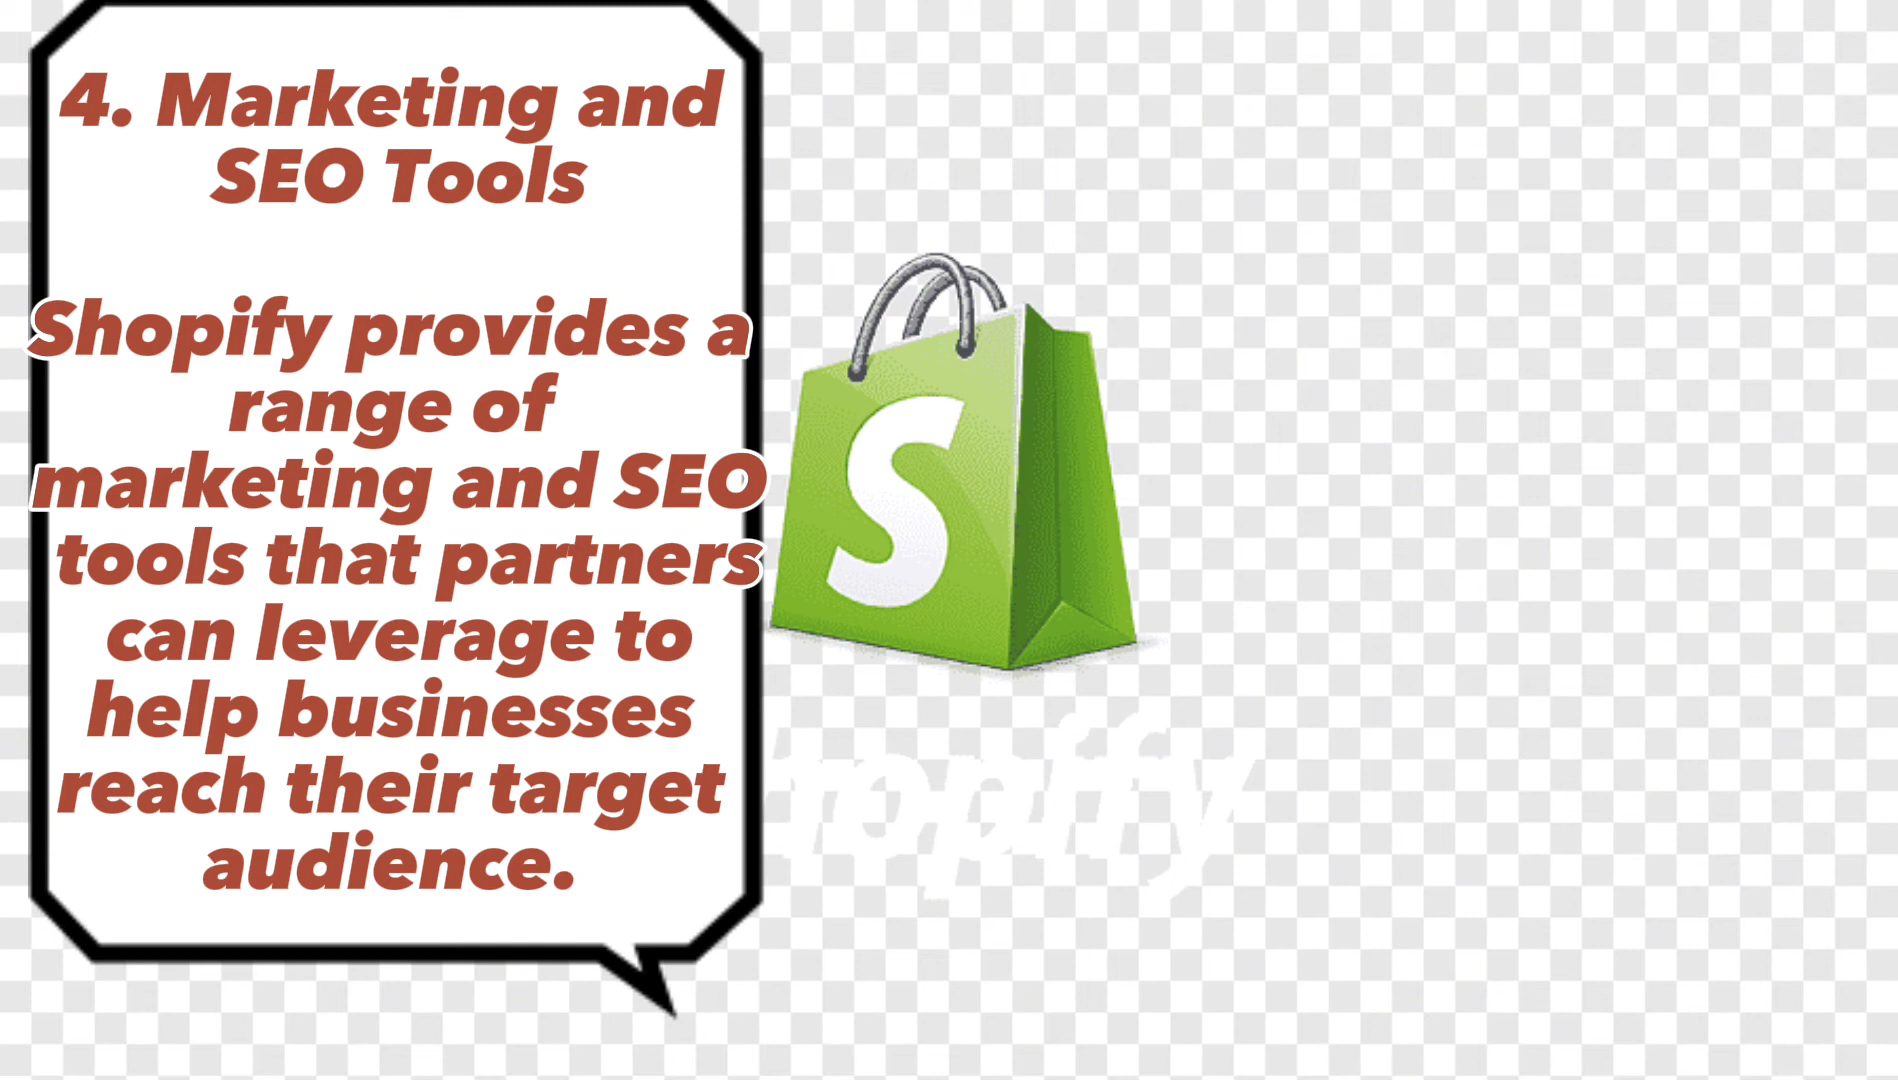 4. Marketing and
SEO Tools
Shopify provides a
range of
marketing and SEO
tools that partners
can leverage to
help businesses
reach their target
audience.
S
hopify